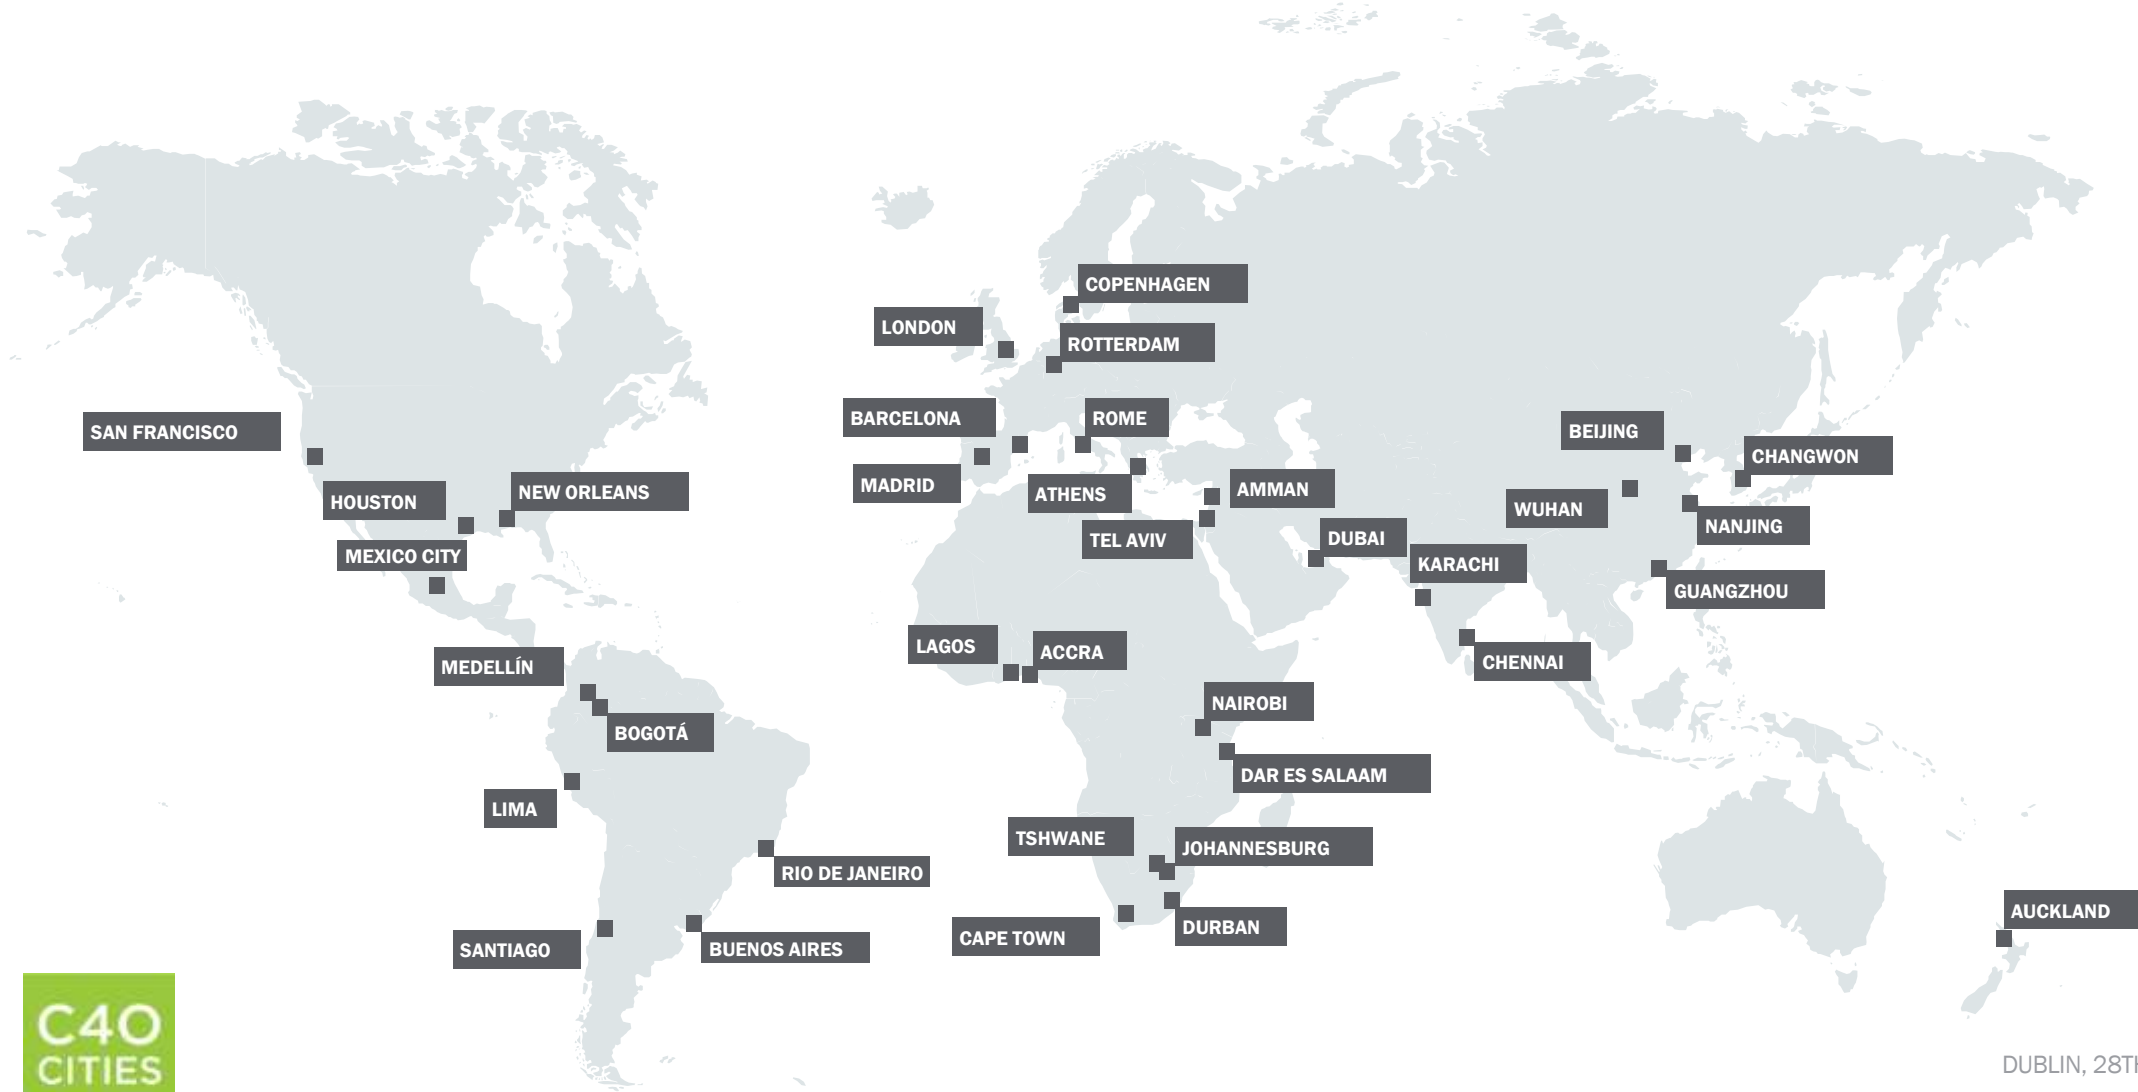 COPENHAGEN
LONDON
ROTTERDAM
BARCELONA
ROME
SAN FRANCISCO
BEIJING
CHANGWON
MADRID
ATHENS
AMMAN
HOUSTON
NEW ORLEANS
WUHAN
NANJING
TEL AVIV
DUBAI
MEXICO CITY
KARACHI
GUANGZHOU
LAGOS
ACCRA
CHENNAI
MEDELLÍN
NAIROBI
BOGOTÁ
DAR ES SALAAM
LIMA
TSHWANE
JOHANNESBURG
RIO DE JANEIRO
AUCKLAND
DURBAN
CAPE TOWN
SANTIAGO
BUENOS AIRES
C40
CITIES
DUBLIN, 28TH